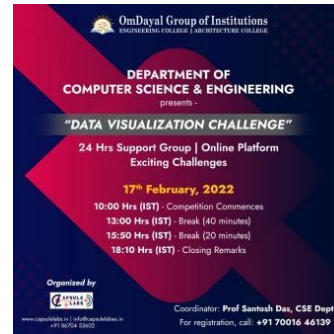 OmDayal Group of Institutions
ENGINEERING COLLEGE | ARCHITECTURE COLLEGE
DEPARTMENT OF
COMPUTER SCIENCE & ENGINEERING
presents -
"DATA VISUALIZATION CHALLENGE"
24 Hrs Support Group | Online Platform
Exciting Challenges
17th February, 2022
10:00 Hrs (IST) - Competition Commences
13:00 Hrs (IST) - Break (40 minutes)
15:50 Hrs (IST) - Break (20 minutes)
18:10 Hrs (IST) - Closing Remarks
Organized by
CAPSULE
LABS
www.capsulelabs.in | info@capsulelabs.in
+91 86704 53602
Coordinator: Prof Santosh Das, CSE Dept
For registration, call: +91 70016 46139